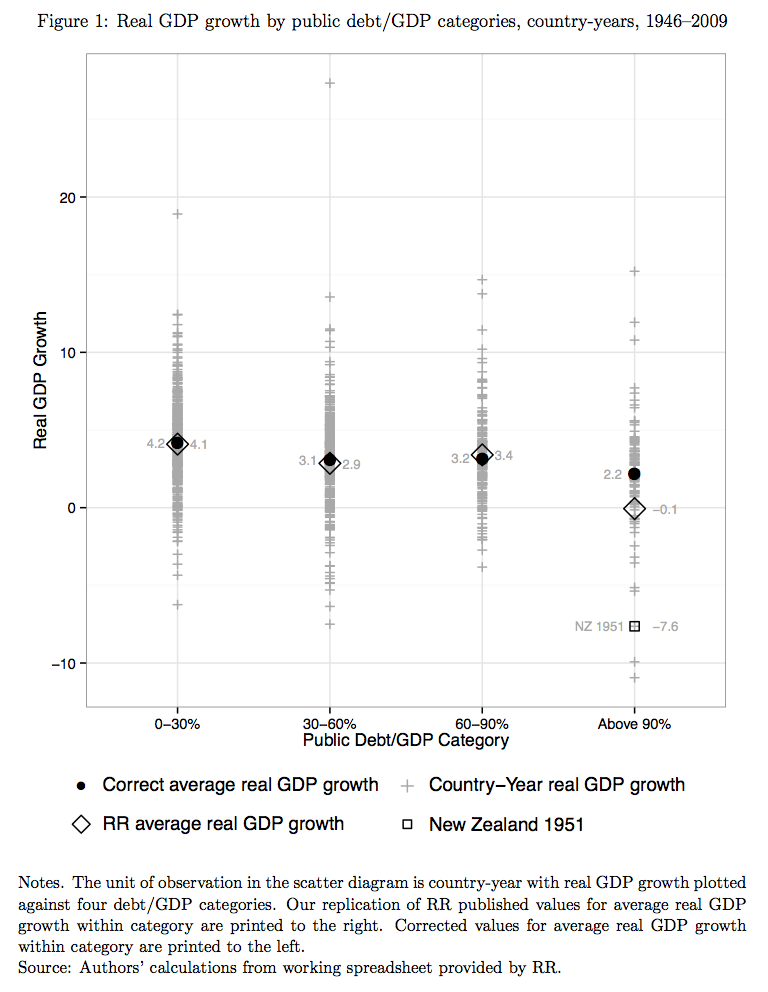 Figure 1: Real GDP growth by public debt/GDP categories, country-years, 1946–2009
20
10
0
−10
Real GDP Growth
4.2
4.1
3.1
2.9
3.2
3.4
2.2
−0.1
NZ 1951
−7.6
0−30%
30−60%
60−90%
Above 90%
Public Debt/GDP Category
Correct average real GDP growth
Country−Year real GDP growth
RR average real GDP growth
New Zealand 1951
Notes. The unit of observation in the scatter diagram is country-year with real GDP growth plotted
against four debt/GDP categories. Our replication of RR published values for average real GDP
growth within category are printed to the right. Corrected values for average real GDP growth
within category are printed to the left.
Source: Authors' calculations from working spreadsheet provided by RR.